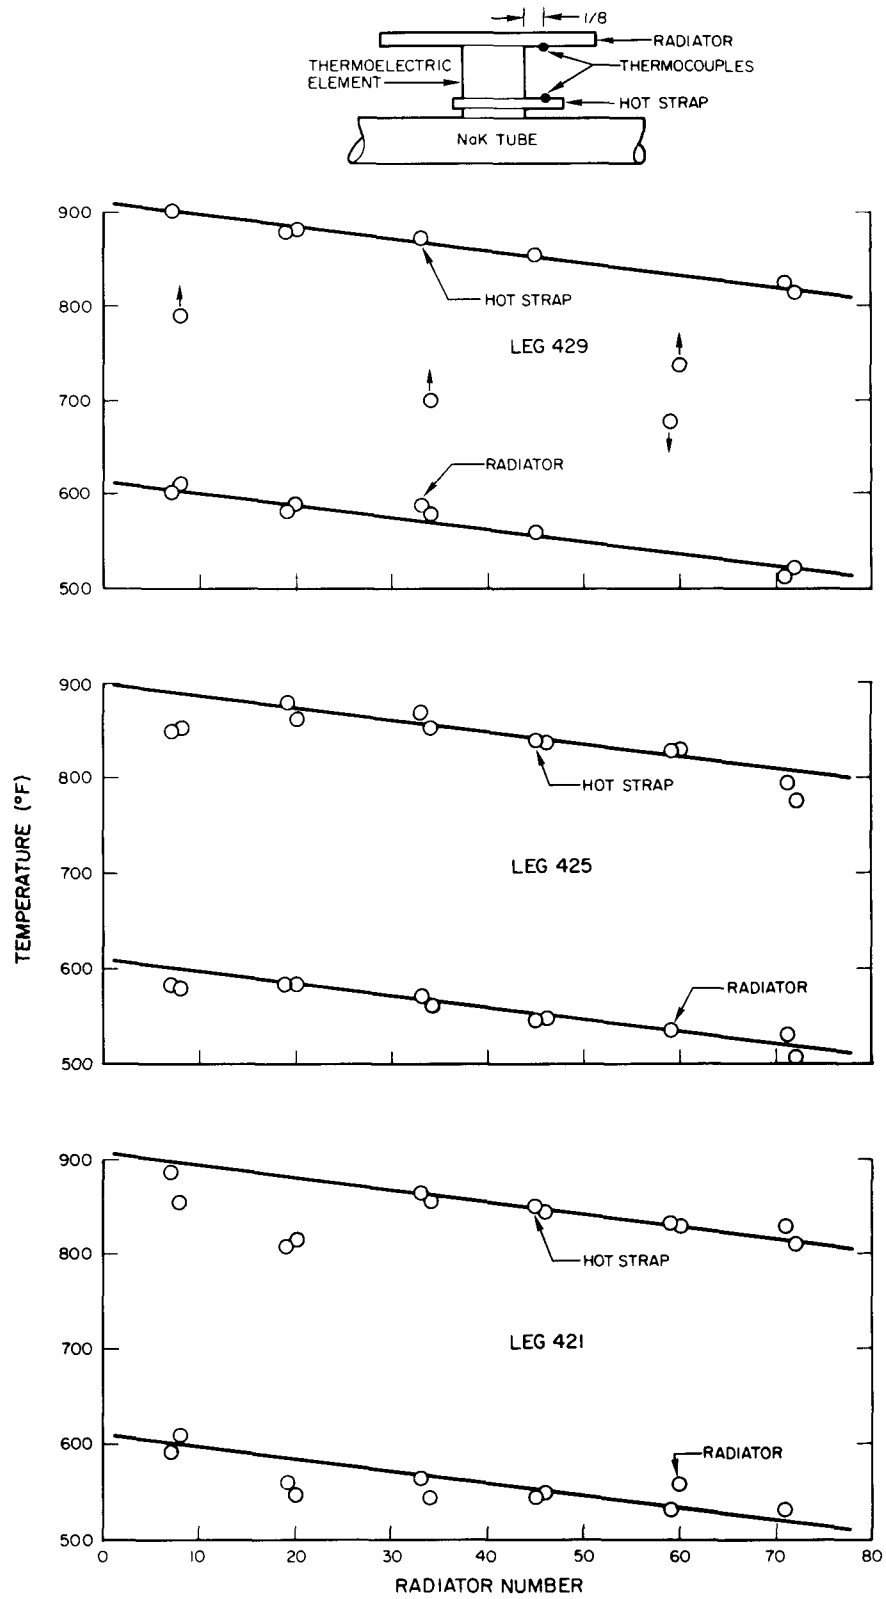 1/8
RADIATOR
THERMOELECTRIC
ELEMENT
THERMOCOUPLES
HOT STRAP
NaK TUBE
900
800
700
600
500
HOT STRAP
LEG 429
RADIATOR
TEMPERATURE (°F)
900
800
700
600
500
HOT STRAP
LEG 425
RADIATOR
900
800
700
600
500
HOT STRAP
LEG 421
RADIATOR
0 10 20 30 40 50 60 70 80
RADIATOR NUMBER